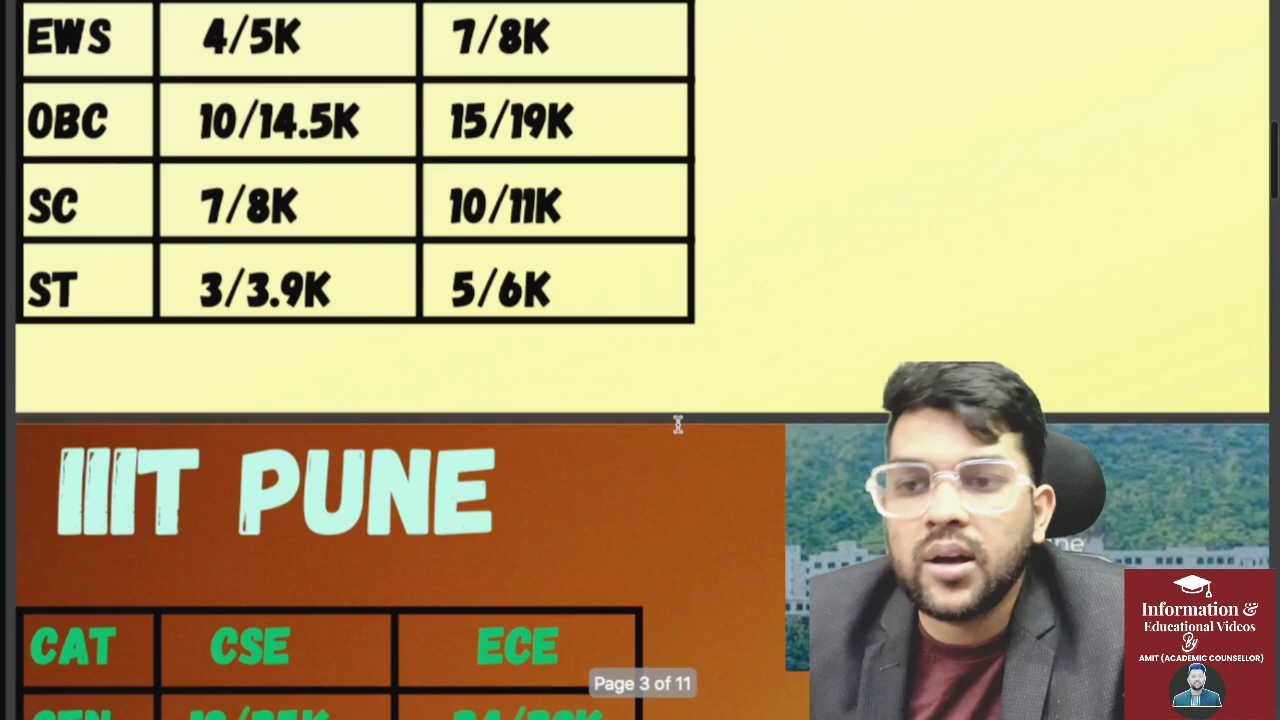 EWS 4/5K 7/8K
OBC 10/14.5K 15/19K
SC 7/8K 10/11K
ST 3/3.9K 5/6K
IIIT PUNE
CAT CSE ECE
Page 3 of 11
Information &
Educational Videos
By
AMIT (ACADEMIC COUNSELLOR)